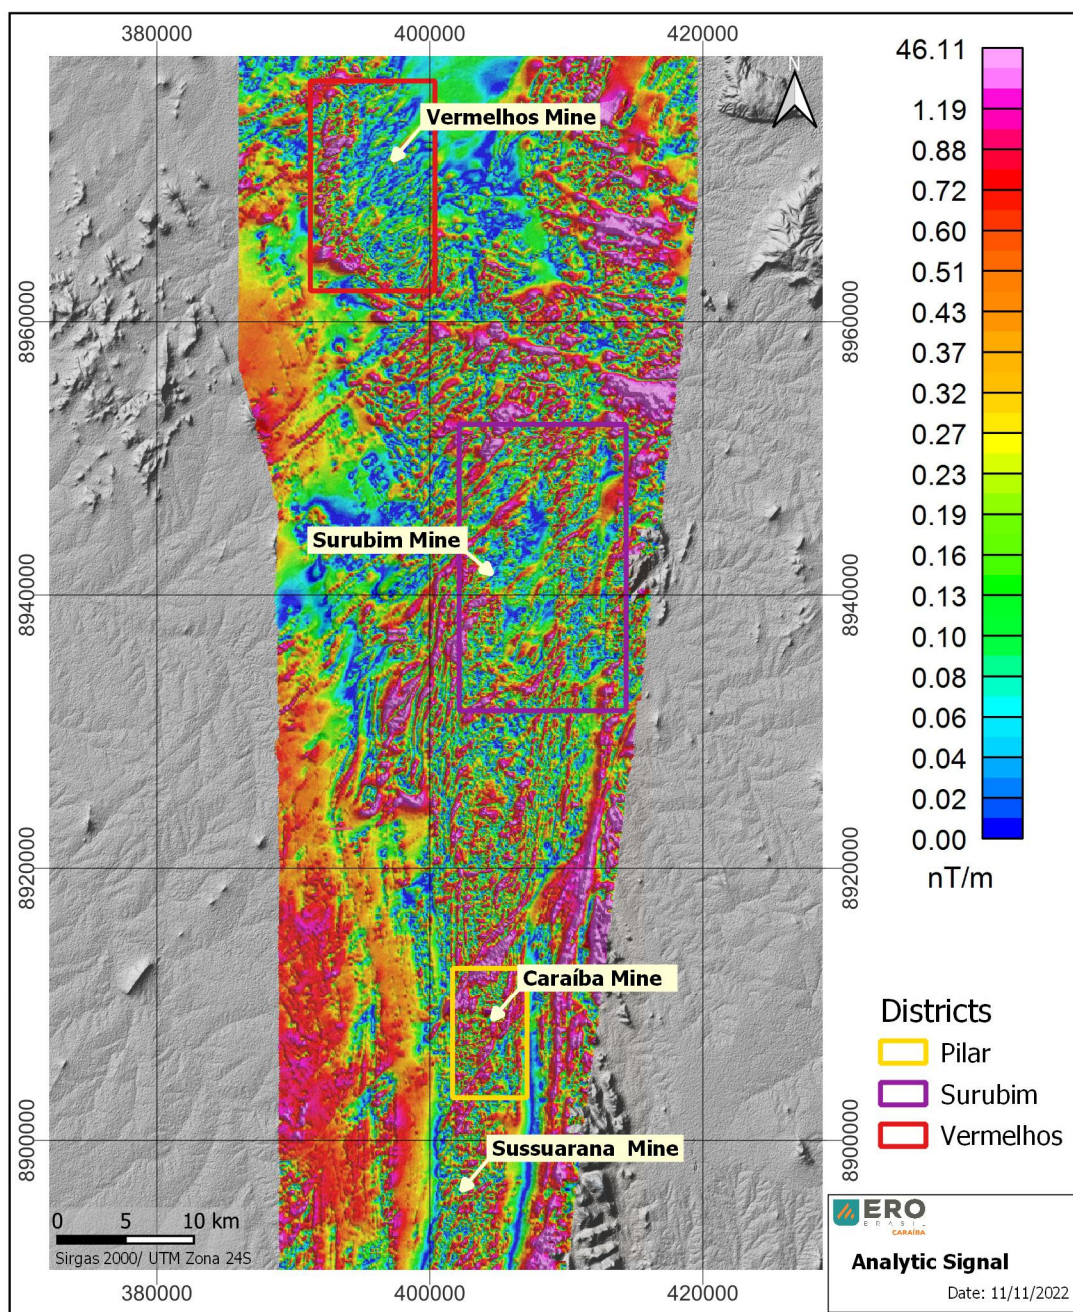 380000
400000
420000
N
46.11
1.19
0.88
0.72
0.60
0.51
0.43
0.37
0.32
0.27
0.23
0.19
0.16
0.13
0.10
0.08
0.06
0.04
0.02
0.00
nT/m
Vermelhos Mine
8960000
8960000
Surubim Mine
8940000
8940000
8920000
8920000
Caraíba Mine
8900000
8900000
Sussuarana Mine
Districts
Pilar
Surubim
Vermelhos
0 5 10 km
Sirgas 2000/ UTM Zona 24S
380000
400000
420000
ERO
BRASIL
CARAÍBA
Analytic Signal
Date: 11/11/2022